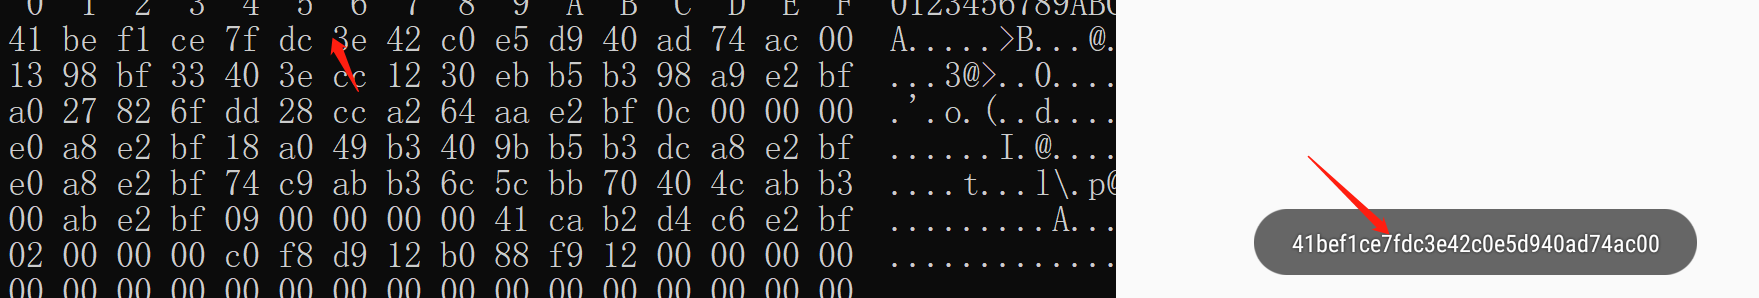 0 1 2 3 4 5 6 7 8 9 A B C D E F 0123456789ABC
41 be f1 ce 7f dc 3e 42 c0 e5 d9 40 ad 74 ac 00 A.....>B...@.
13 98 bf 33 40 3e cc 12 30 eb b5 b3 98 a9 e2 bf ...3@>..0....
a0 27 82 6f dd 28 cc a2 64 aa e2 bf 0c 00 00 00 .'.o.(..d....
e0 a8 e2 bf 18 a0 49 b3 40 9b b5 b3 dc a8 e2 bf ......I.@....
e0 a8 e2 bf 74 c9 ab b3 6c 5c bb 70 40 4c ab b3 ....t...l\.p@
00 ab e2 bf 09 00 00 00 00 41 ca b2 d4 c6 e2 bf .........A...
02 00 00 00 c0 f8 d9 12 b0 88 f9 12 00 00 00 00 .............
00 00 00 00 00 00 00 00 00 00 00 00 00 00 00 00
41bef1ce7fdc3e42c0e5d940ad74ac00